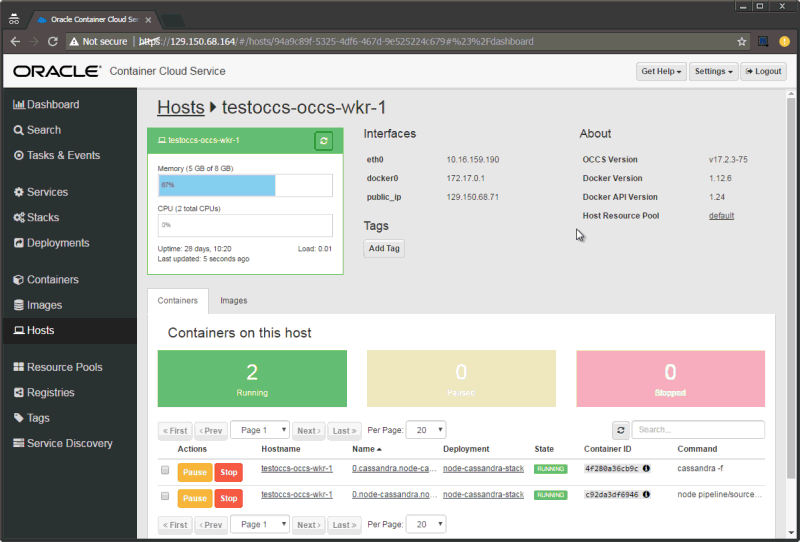 Oracle Container Cloud Ser
Not secure | https://129.150.68.164/#/hosts/94a9c89f-5325-4df6-467d-9e525224c679#%23%2Fdashboard
ORACLE Container Cloud Service
Get Help Settings Logout
Dashboard
Search
Tasks & Events
Services
Stacks
Deployments
Containers
Images
Hosts
Resource Pools
Registries
Tags
Service Discovery
Hosts testoccs-occs-wkr-1
testoccs-occs-wkr-1
Memory (5 GB of 8 GB)
67%
CPU (2 total CPUs)
0%
Uptime: 28 days, 10:20 Load: 0.01
Last updated: 5 seconds ago
Interfaces
eth0 10.16.159.190
docker0 172.17.0.1
public_ip 129.150.68.71
Tags
Add Tag
About
OCCS Version v17.2.3-75
Docker Version 1.12.6
Docker API Version 1.24
Host Resource Pool default
Containers Images
Containers on this host
2
Running
0
Paused
0
Stopped
« First ‹ Prev Page 1 Next › Last » Per Page: 20 Search...
Actions Hostname Name Deployment State Container ID Command
Pause Stop testoccs-occs-wkr-1 0.cassandra.node-ca... node-cassandra-stack RUNNING 4f280a36cb9c cassandra -f
Pause Stop testoccs-occs-wkr-1 0.node-cassandra.no... node-cassandra-stack RUNNING c92da3df6946 node pipeline/source...
« First ‹ Prev Page 1 Next › Last » Per Page: 20